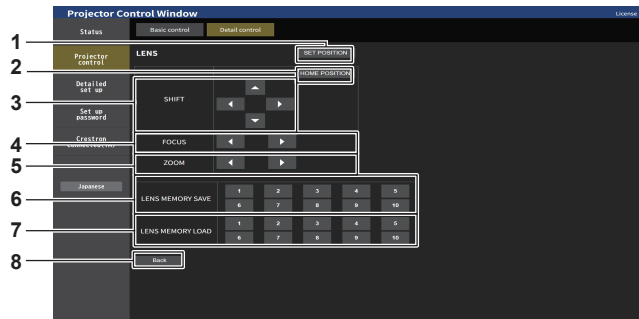 Projector Control Window
License
Status
Basic control
Detail control
1
LENS
SET POSITION
Projector
control
2
HOME POSITION
Detailed
set up
3
SHIFT
Set up
password
4
Crestron
FOCUS
5
ZOOM
Japanese
6
LENS MEMORY SAVE
1 2 3 4 5
6 7 8 9 10
7
LENS MEMORY LOAD
1 2 3 4 5
6 7 8 9 10
8
Back